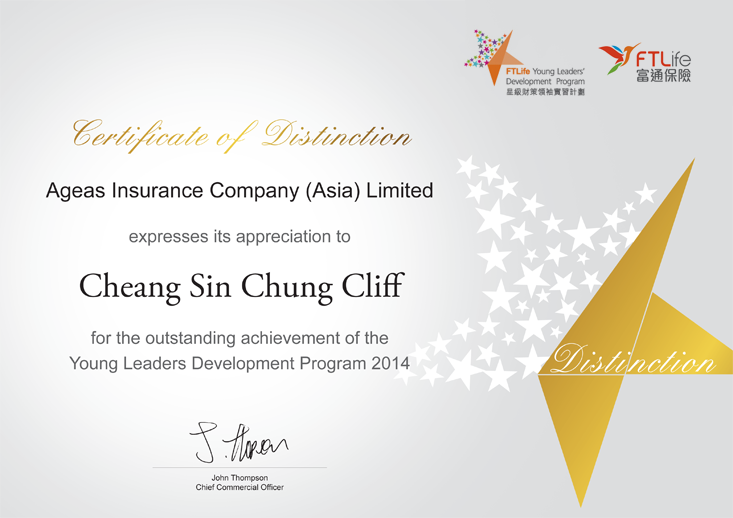 FTLife Young Leaders'
Development Program
星級財策領袖實習計劃
FTLife
富通保險
Certificate of Distinction
Ageas Insurance Company (Asia) Limited
expresses its appreciation to
Cheang Sin Chung Cliff
for the outstanding achievement of the
Young Leaders Development Program 2014
Distinction
J. Thompson
John Thompson
Chief Commercial Officer